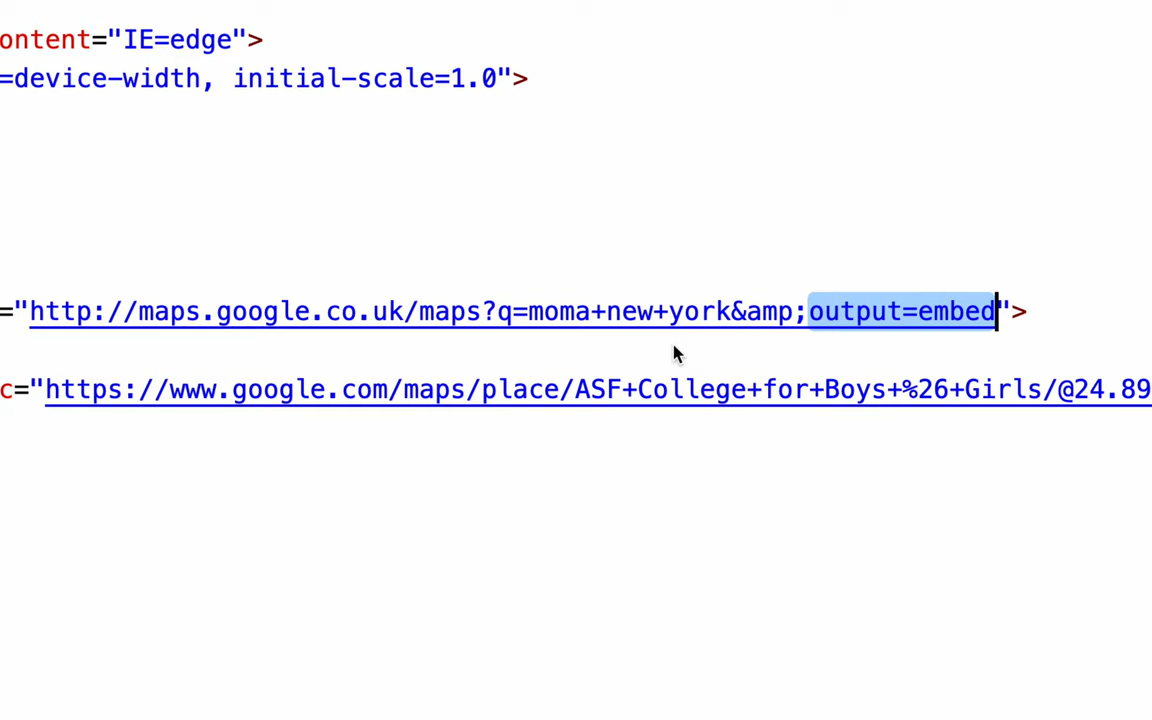 ontent="IE=edge">
=device-width, initial-scale=1.0">
="http://maps.google.co.uk/maps?q=moma+new+york&amp;output=embed">
c="https://www.google.com/maps/place/ASF+College+for+Boys+%26+Girls/@24.89